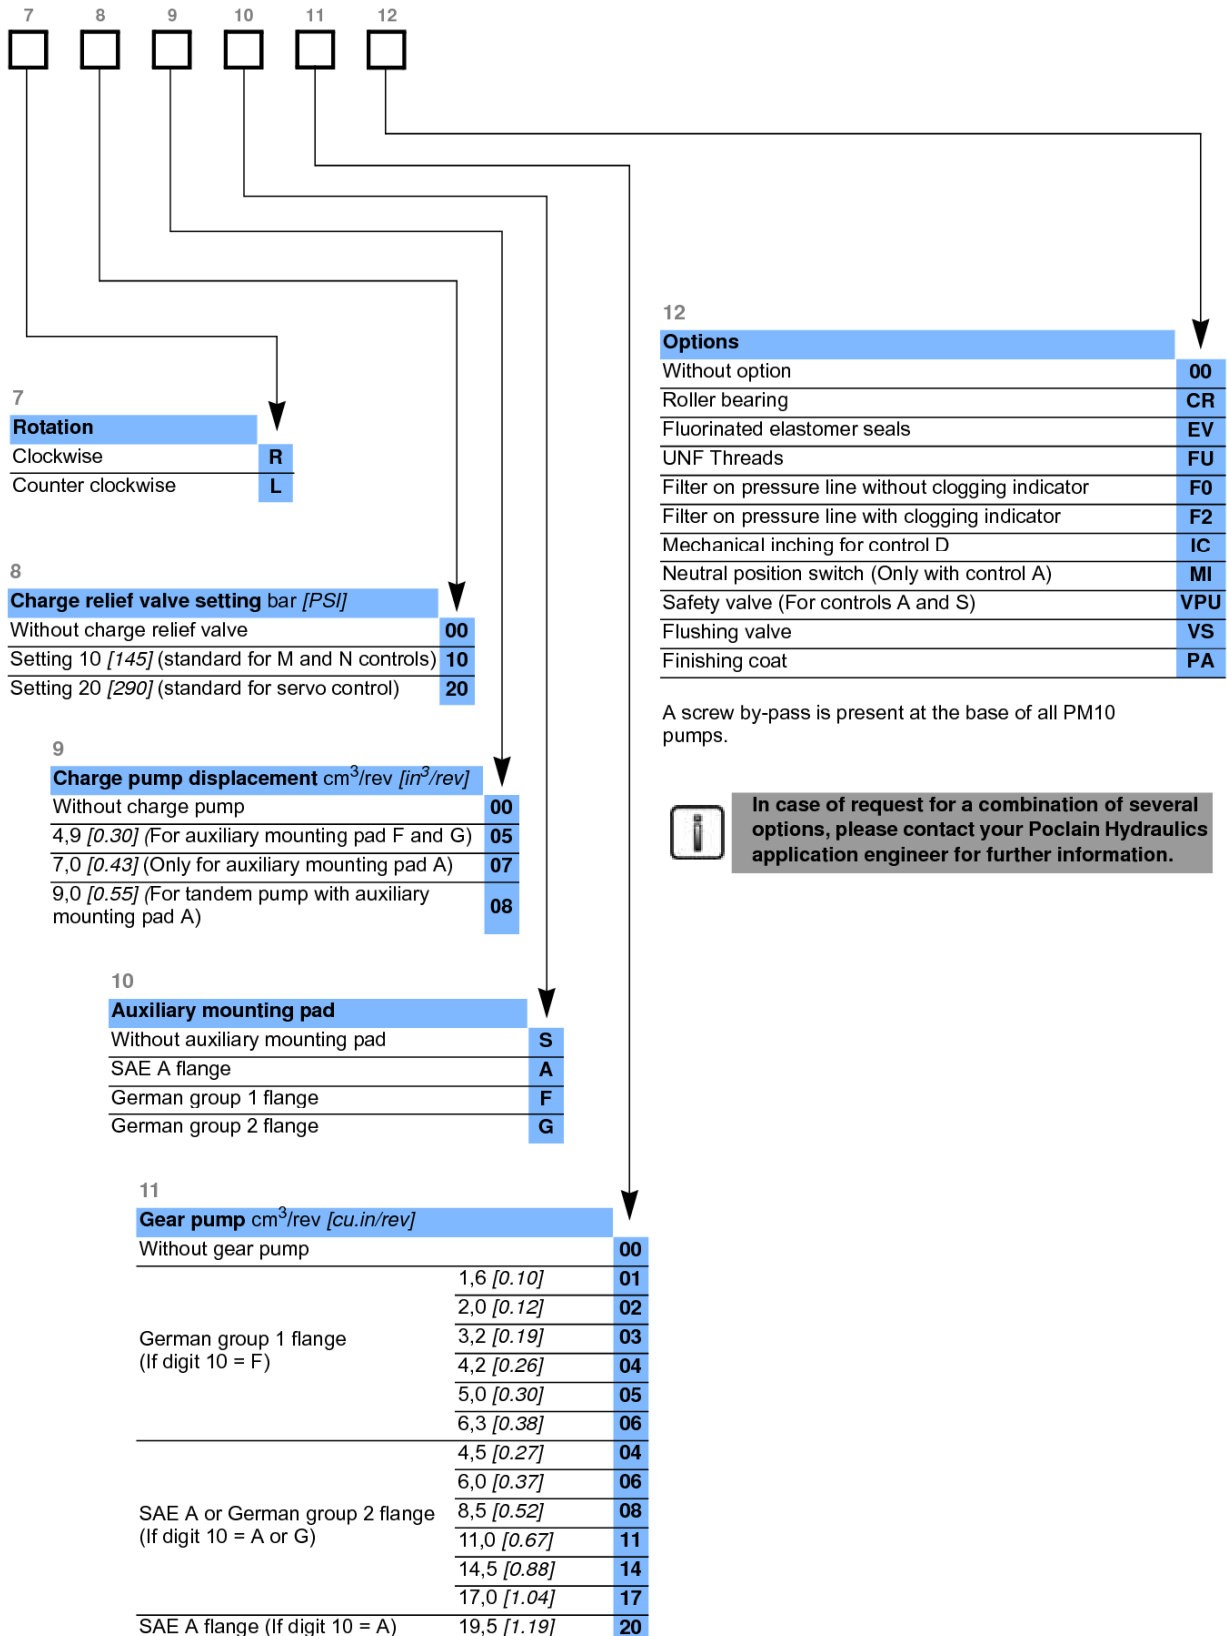 7 8 9 10 11 12
7
Rotation
Clockwise R
Counter clockwise L
8
Charge relief valve setting bar [PSI]
Without charge relief valve 00
Setting 10 [145] (standard for M and N controls) 10
Setting 20 [290] (standard for servo control) 20
9
Charge pump displacement cm³/rev [in³/rev]
Without charge pump 00
4,9 [0.30] (For auxiliary mounting pad F and G) 05
7,0 [0.43] (Only for auxiliary mounting pad A) 07
9,0 [0.55] (For tandem pump with auxiliary
mounting pad A) 08
10
Auxiliary mounting pad
Without auxiliary mounting pad S
SAE A flange A
German group 1 flange F
German group 2 flange G
11
Gear pump cm³/rev [cu.in/rev]
Without gear pump 00
German group 1 flange
(If digit 10 = F)
1,6 [0.10] 01
2,0 [0.12] 02
3,2 [0.19] 03
4,2 [0.26] 04
5,0 [0.30] 05
6,3 [0.38] 06
SAE A or German group 2 flange
(If digit 10 = A or G)
4,5 [0.27] 04
6,0 [0.37] 06
8,5 [0.52] 08
11,0 [0.67] 11
14,5 [0.88] 14
17,0 [1.04] 17
SAE A flange (If digit 10 = A) 19,5 [1.19] 20
12
Options
Without option 00
Roller bearing CR
Fluorinated elastomer seals EV
UNF Threads FU
Filter on pressure line without clogging indicator F0
Filter on pressure line with clogging indicator F2
Mechanical inching for control D IC
Neutral position switch (Only with control A) MI
Safety valve (For controls A and S) VPU
Flushing valve VS
Finishing coat PA
A screw by-pass is present at the base of all PM10
pumps.
i
In case of request for a combination of several
options, please contact your Poclain Hydraulics
application engineer for further information.